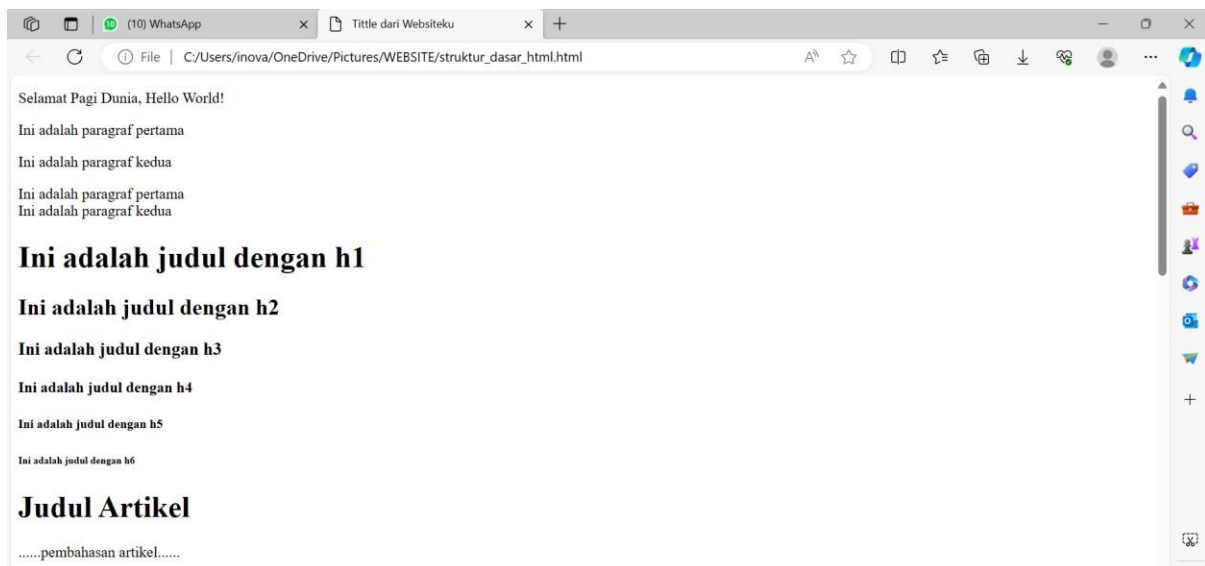 (10) WhatsApp
Tittle dari Websiteku
File | C:/Users/inova/OneDrive/Pictures/WEBSITE/struktur_dasar_html.html
Selamat Pagi Dunia, Hello World!
Ini adalah paragraf pertama
Ini adalah paragraf kedua
Ini adalah paragraf pertama
Ini adalah paragraf kedua
Ini adalah judul dengan h1
Ini adalah judul dengan h2
Ini adalah judul dengan h3
Ini adalah judul dengan h4
Ini adalah judul dengan h5
Ini adalah judul dengan h6
Judul Artikel
......pembahasan artikel......